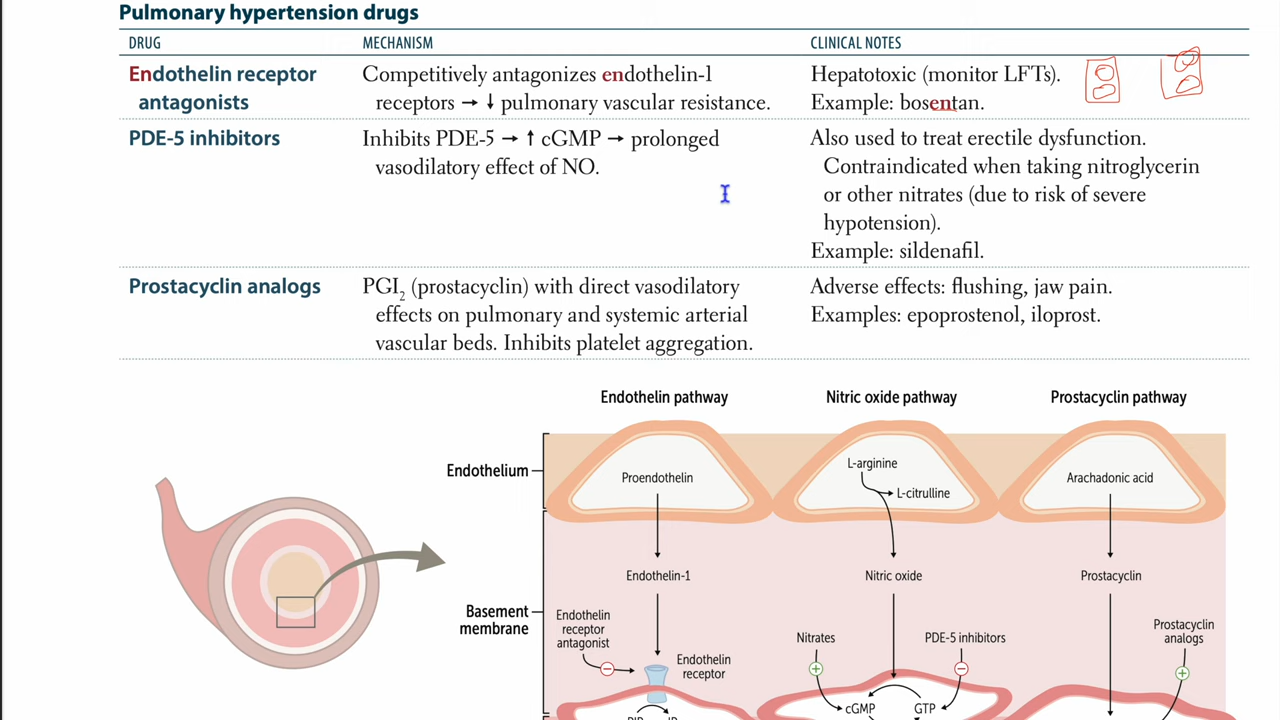 Pulmonary hypertension drugs
DRUG MECHANISM CLINICAL NOTES
Endothelin receptor antagonists
Competitively antagonizes endothelin-1
receptors → ↓ pulmonary vascular resistance.
Hepatotoxic (monitor LFTs).
Example: bosentan.
PDE-5 inhibitors
Inhibits PDE-5 → ↑ cGMP → prolonged
vasodilatory effect of NO.
Also used to treat erectile dysfunction.
Contraindicated when taking nitroglycerin
or other nitrates (due to risk of severe
hypotension).
Example: sildenafil.
Prostacyclin analogs
PGI2 (prostacyclin) with direct vasodilatory
effects on pulmonary and systemic arterial
vascular beds. Inhibits platelet aggregation.
Adverse effects: flushing, jaw pain.
Examples: epoprostenol, iloprost.
Endothelin pathway
Nitric oxide pathway
Prostacyclin pathway
Endothelium
Proendothelin
L-arginine
L-citrulline
Arachadonic acid
Endothelin-1
Nitric oxide
Prostacyclin
Basement
membrane
Endothelin
receptor
antagonist
Endothelin
receptor
Nitrates
PDE-5 inhibitors
Prostacyclin
analogs
cGMP
GTP